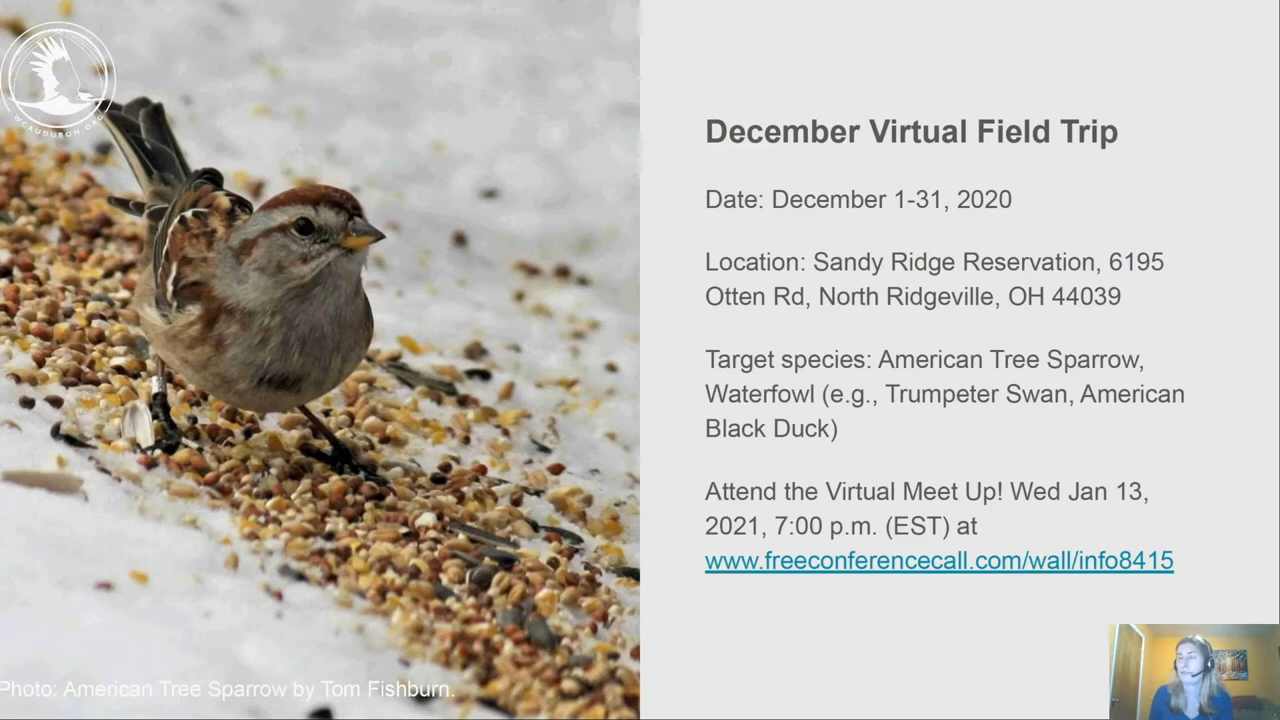 WCAUDUBON.ORG
December Virtual Field Trip
Date: December 1-31, 2020
Location: Sandy Ridge Reservation, 6195
Otten Rd, North Ridgeville, OH 44039
Target species: American Tree Sparrow,
Waterfowl (e.g., Trumpeter Swan, American
Black Duck)
Attend the Virtual Meet Up! Wed Jan 13,
2021, 7:00 p.m. (EST) at
www.freeconferencecall.com/wall/info8415
Photo: American Tree Sparrow by Tom Fishburn.